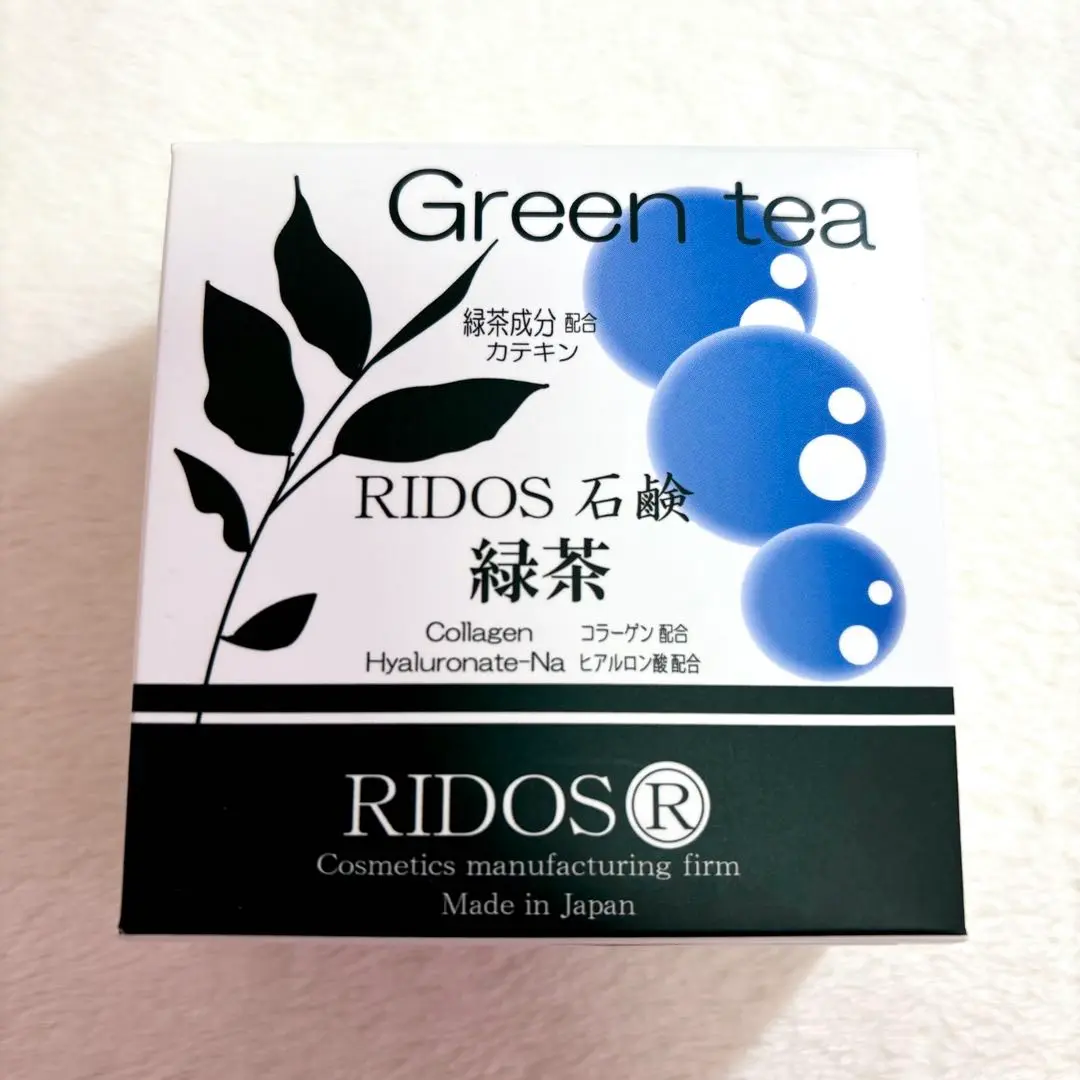 Green tea
緑茶成分 配合
カテキン
RIDOS 石鹸
緑茶
Collagen コラーゲン 配合
Hyaluronate-Na ヒアルロン酸 配合
RIDOS®
Cosmetics manufacturing firm
Made in Japan